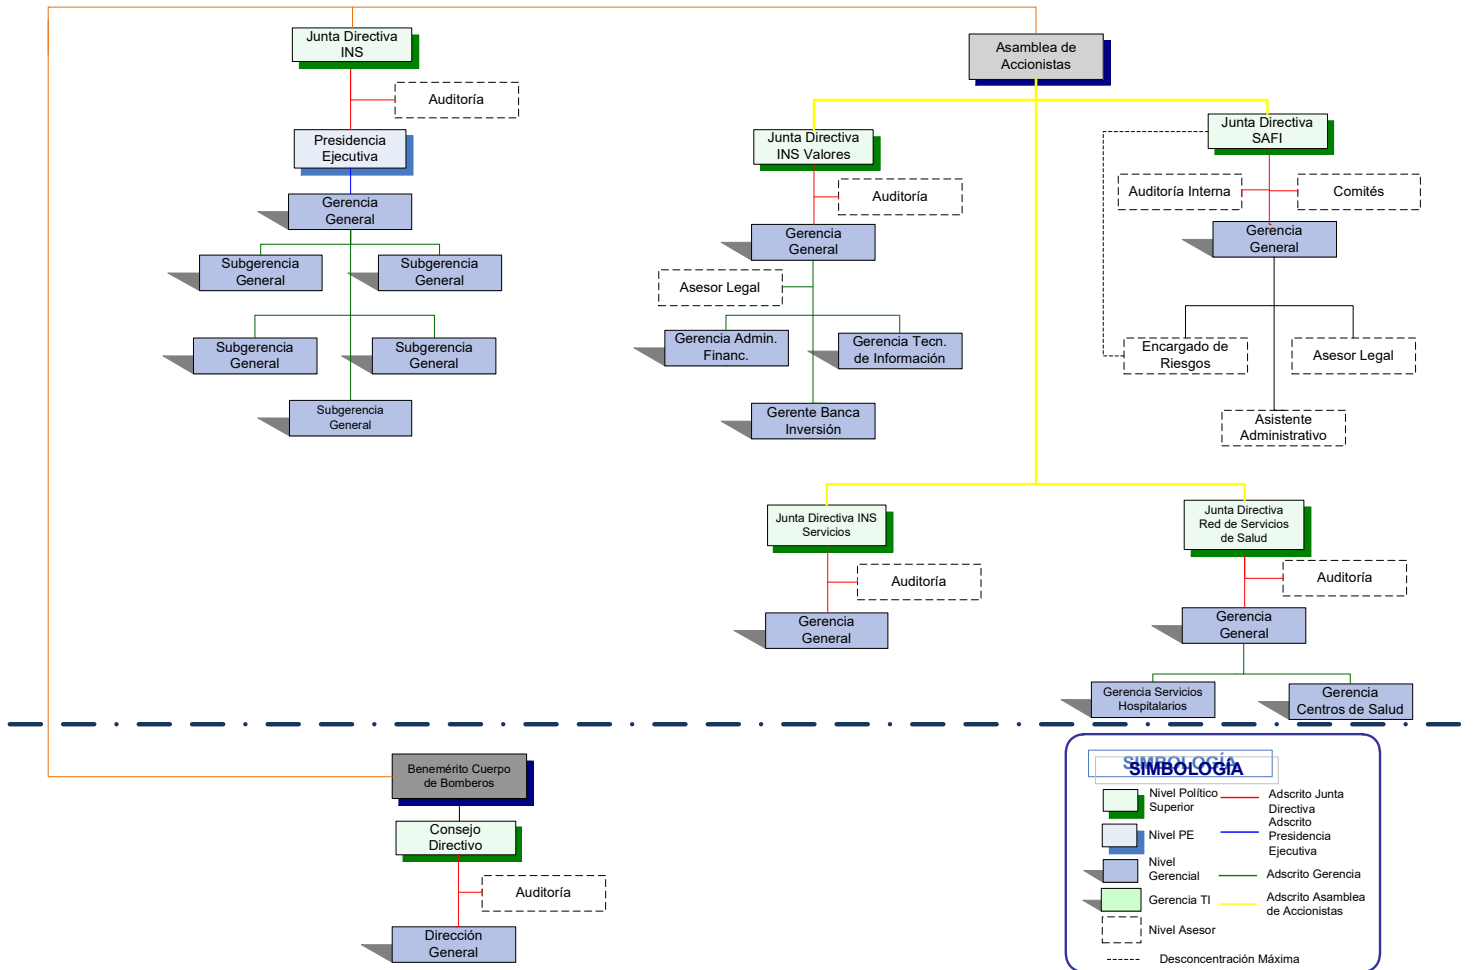 Junta Directiva
INS
Auditoría
Presidencia
Ejecutiva
Gerencia
General
Subgerencia
General
Subgerencia
General
Subgerencia
General
Subgerencia
General
Subgerencia
General
Asamblea de
Accionistas
Junta Directiva
INS Valores
Auditoría
Gerencia
General
Asesor Legal
Gerencia Admin.
Financ.
Gerencia Tecn.
de Información
Gerente Banca
Inversión
Junta Directiva
SAFI
Auditoría Interna
Comités
Gerencia
General
Encargado de
Riesgos
Asesor Legal
Asistente
Administrativo
Junta Directiva INS
Servicios
Auditoría
Gerencia
General
Junta Directiva
Red de Servicios
de Salud
Auditoría
Gerencia
General
Gerencia Servicios
Hospitalarios
Gerencia
Centros de Salud
Benemérito Cuerpo
de Bomberos
Consejo
Directivo
Auditoría
Dirección
General
SIMBOLOGÍA
SIMBOLOGÍA
Nivel Político
Superior
Nivel PE
Nivel
Gerencial
Gerencia TI
Nivel Asesor
Adscrito Junta
Directiva
Adscrito
Presidencia
Ejecutiva
Adscrito Gerencia
Adscrito Asamblea
de Accionistas
Desconcentración Máxima